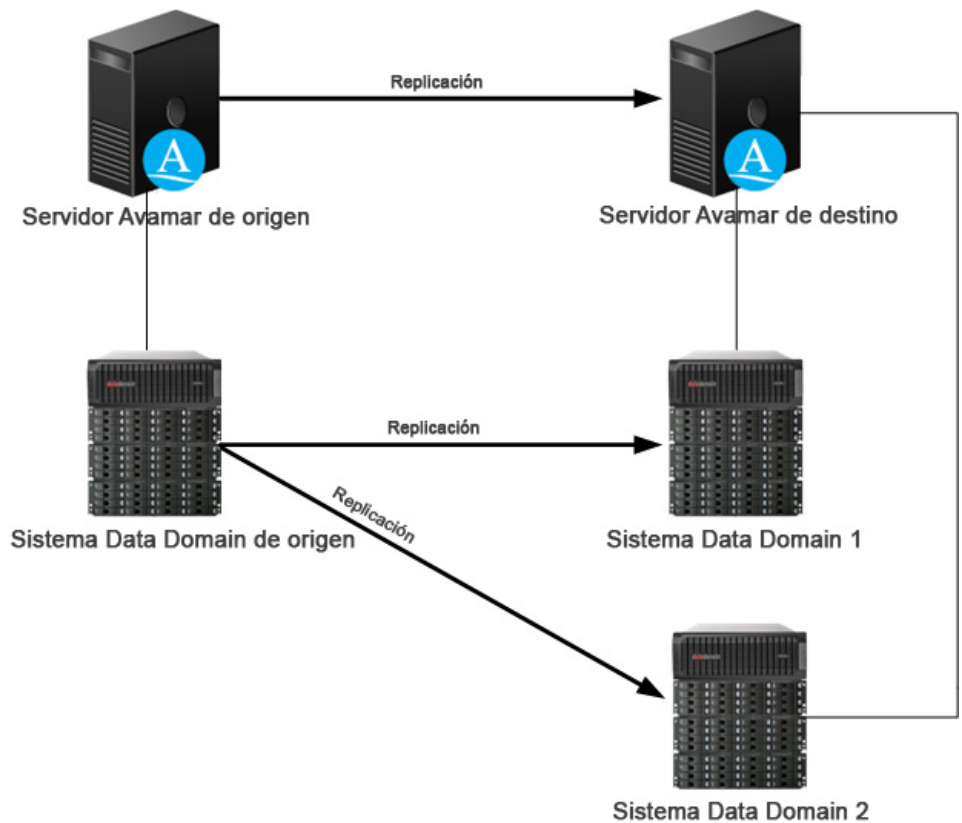 Replicación
A
A
Servidor Avamar de origen
Servidor Avamar de destino
Replicación
Sistema Data Domain de origen
Sistema Data Domain 1
Replicación
Sistema Data Domain 2